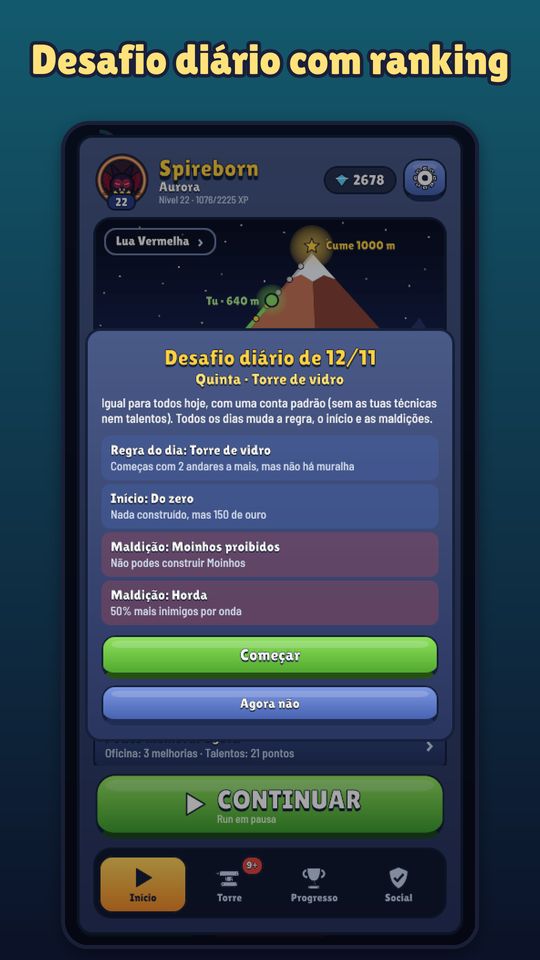 Desafio diário com ranking
Spireborn
Aurora
Nivel 22 · 1076/2225 XP
22
2678
Lua Vermelha
Cume 1000 m
Tu · 640 m
Desafio diário de 12/11
Quinta · Torre de vidro
Igual para todos hoje, com uma conta padrão (sem as tuas técnicas
nem talentos). Todos os dias muda a regra, o início e as maldições.
Regra do dia: Torre de vidro
Começas com 2 andares a mais, mas não há muralha
Início: Do zero
Nada construído, mas 150 de ouro
Maldição: Moinhos proibidos
Não podes construir Moinhos
Maldição: Horda
50% mais inimigos por onda
Começar
Agora não
Oficina: 3 melhorias · Talentos: 21 pontos
CONTINUAR
Run em pausa
9+
Início
Torre
Progresso
Social